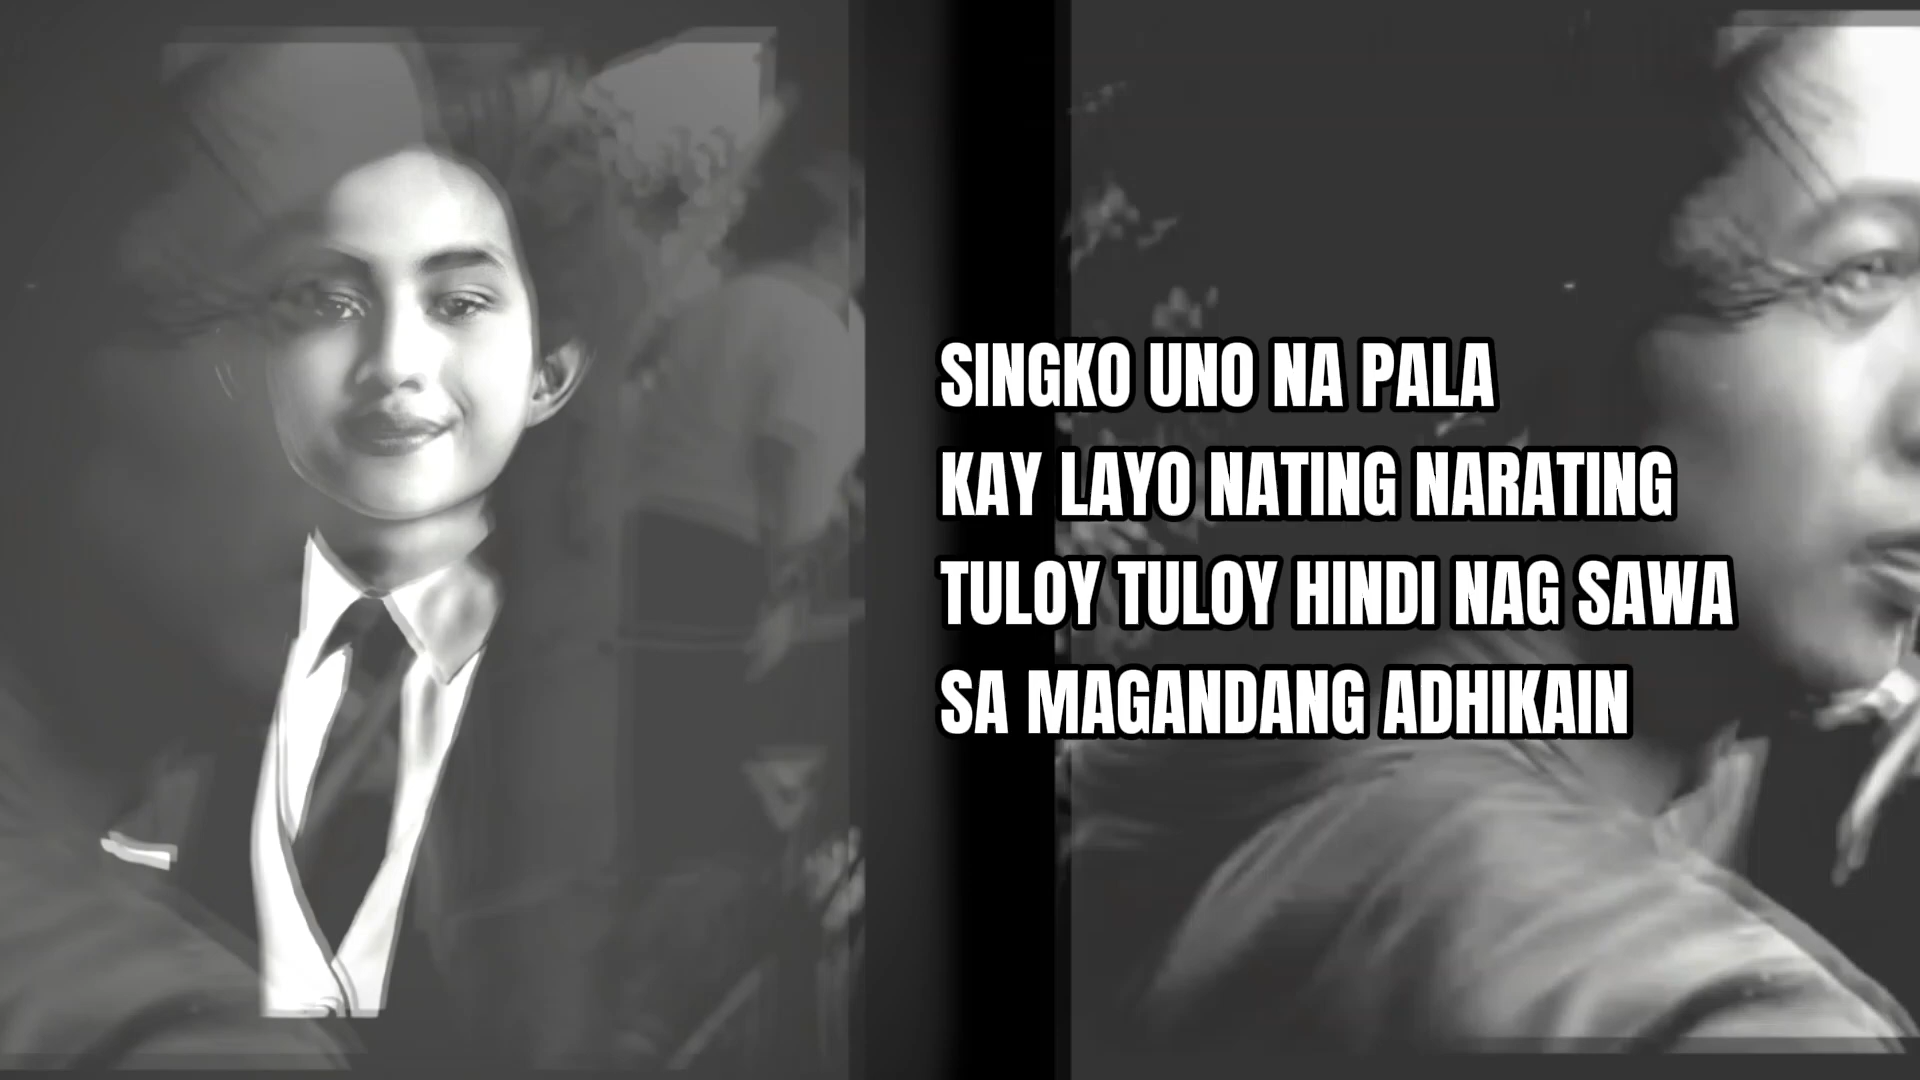 SINGKO UNO NA PALA
KAY LAYO NATING NARATING
TULOY TULOY HINDI NAG SAWA
SA MAGANDANG ADHIKAIN